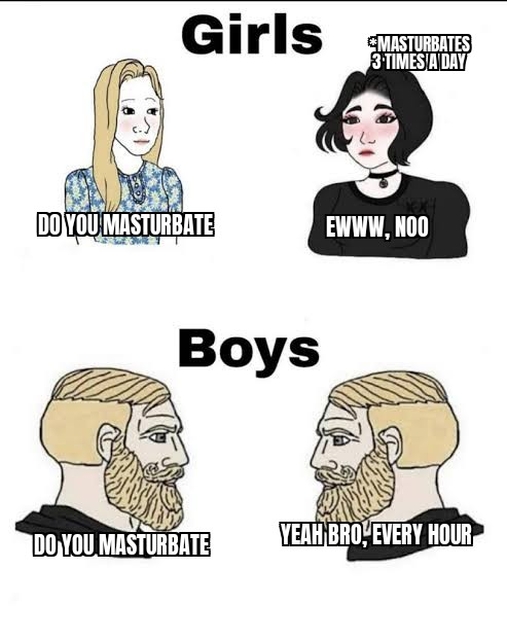 Girls
*MASTURBATES
3 TIMES A DAY
DO YOU MASTURBATE
EWWW, NOO
Boys
DO YOU MASTURBATE
YEAH BRO, EVERY HOUR